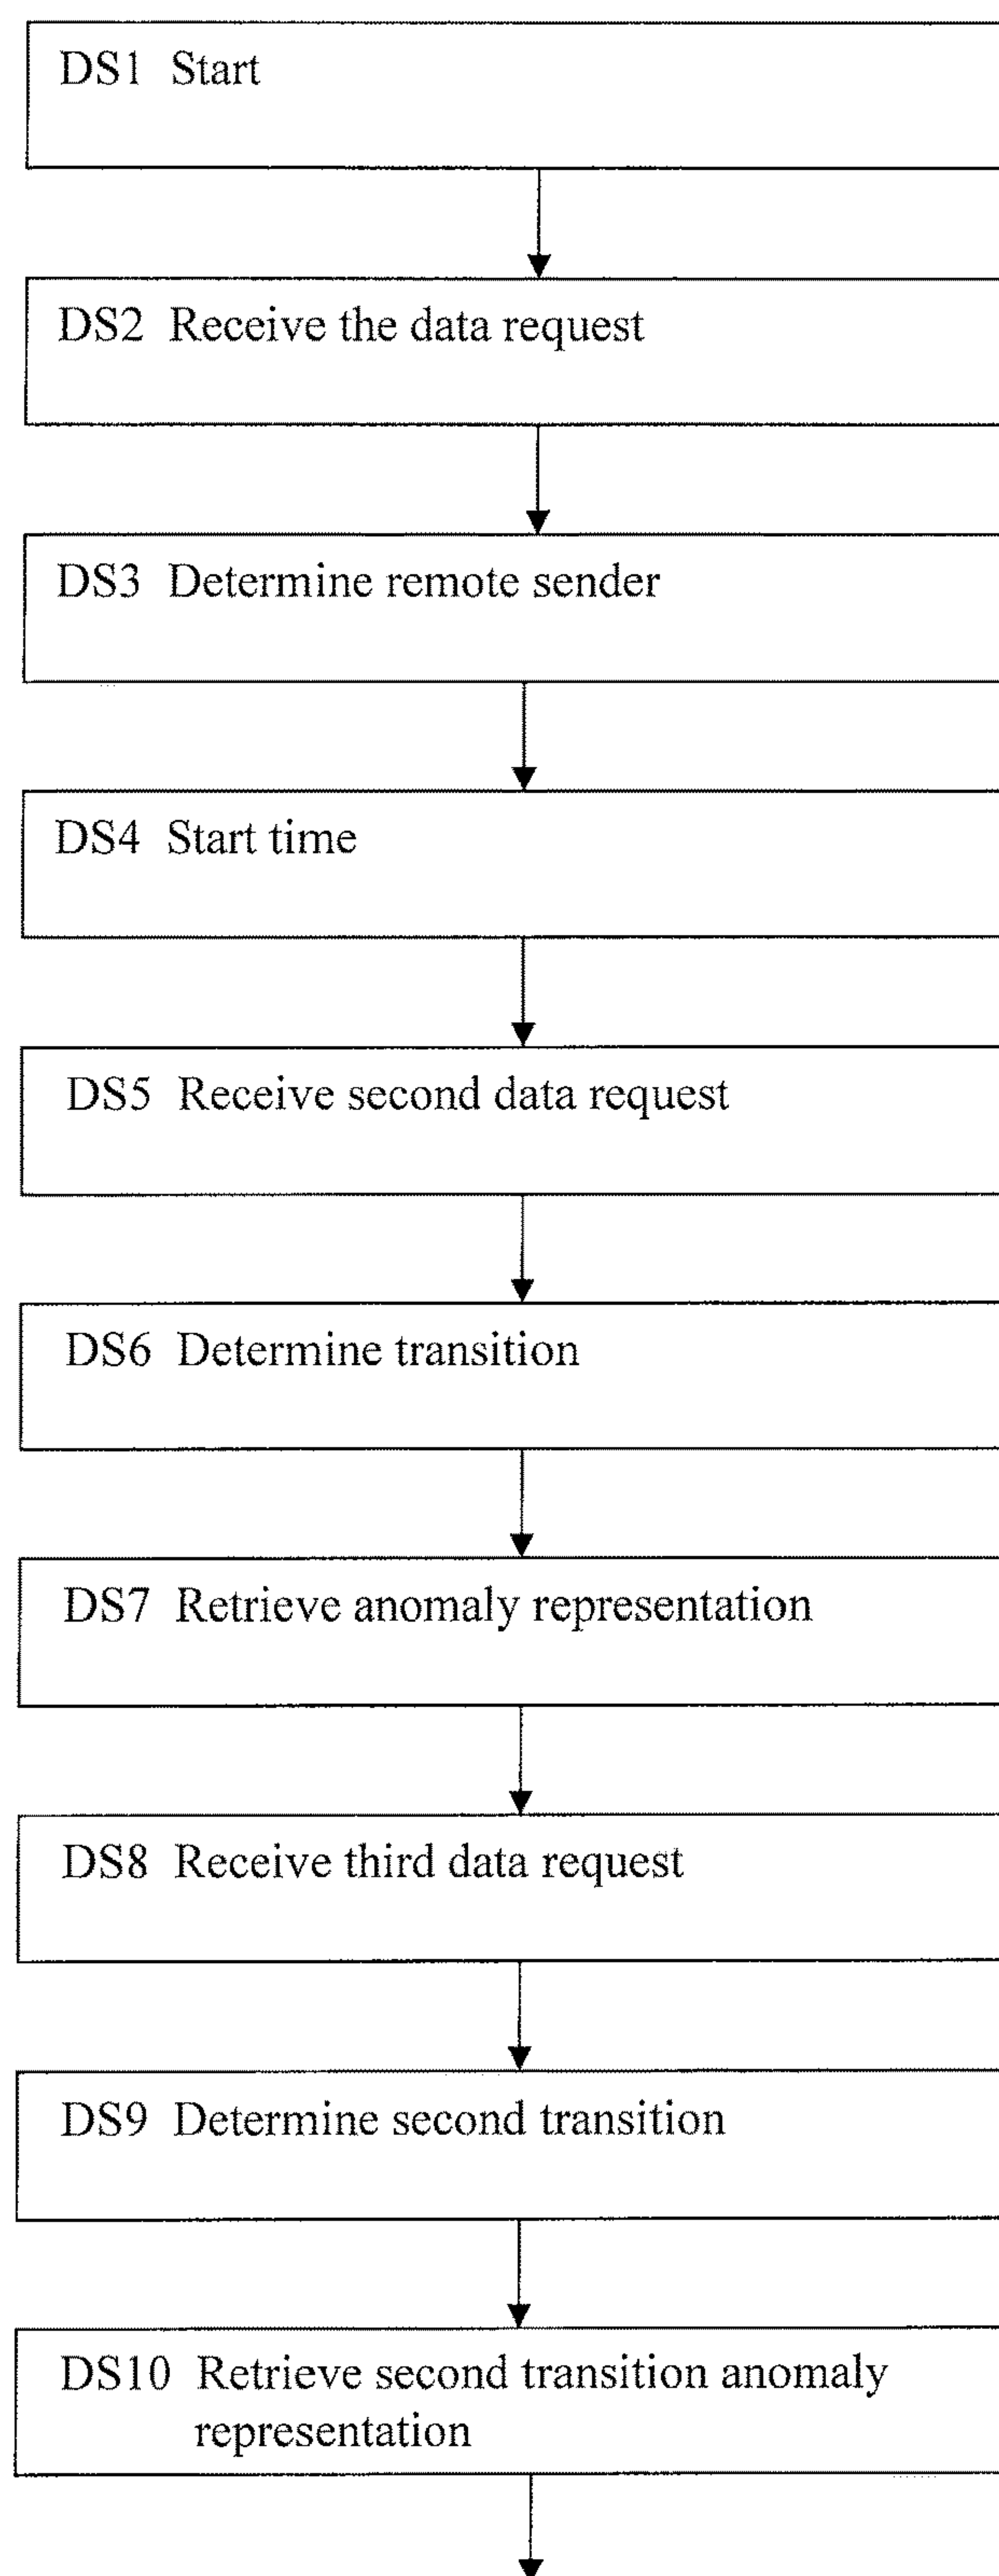 DS1 Start
DS2 Receive the data request
DS3 Determine remote sender
DS4 Start time
DS5 Receive second data request
DS6 Determine transition
DS7 Retrieve anomaly representation
DS8 Receive third data request
DS9 Determine second transition
DS10 Retrieve second transition anomaly
representation